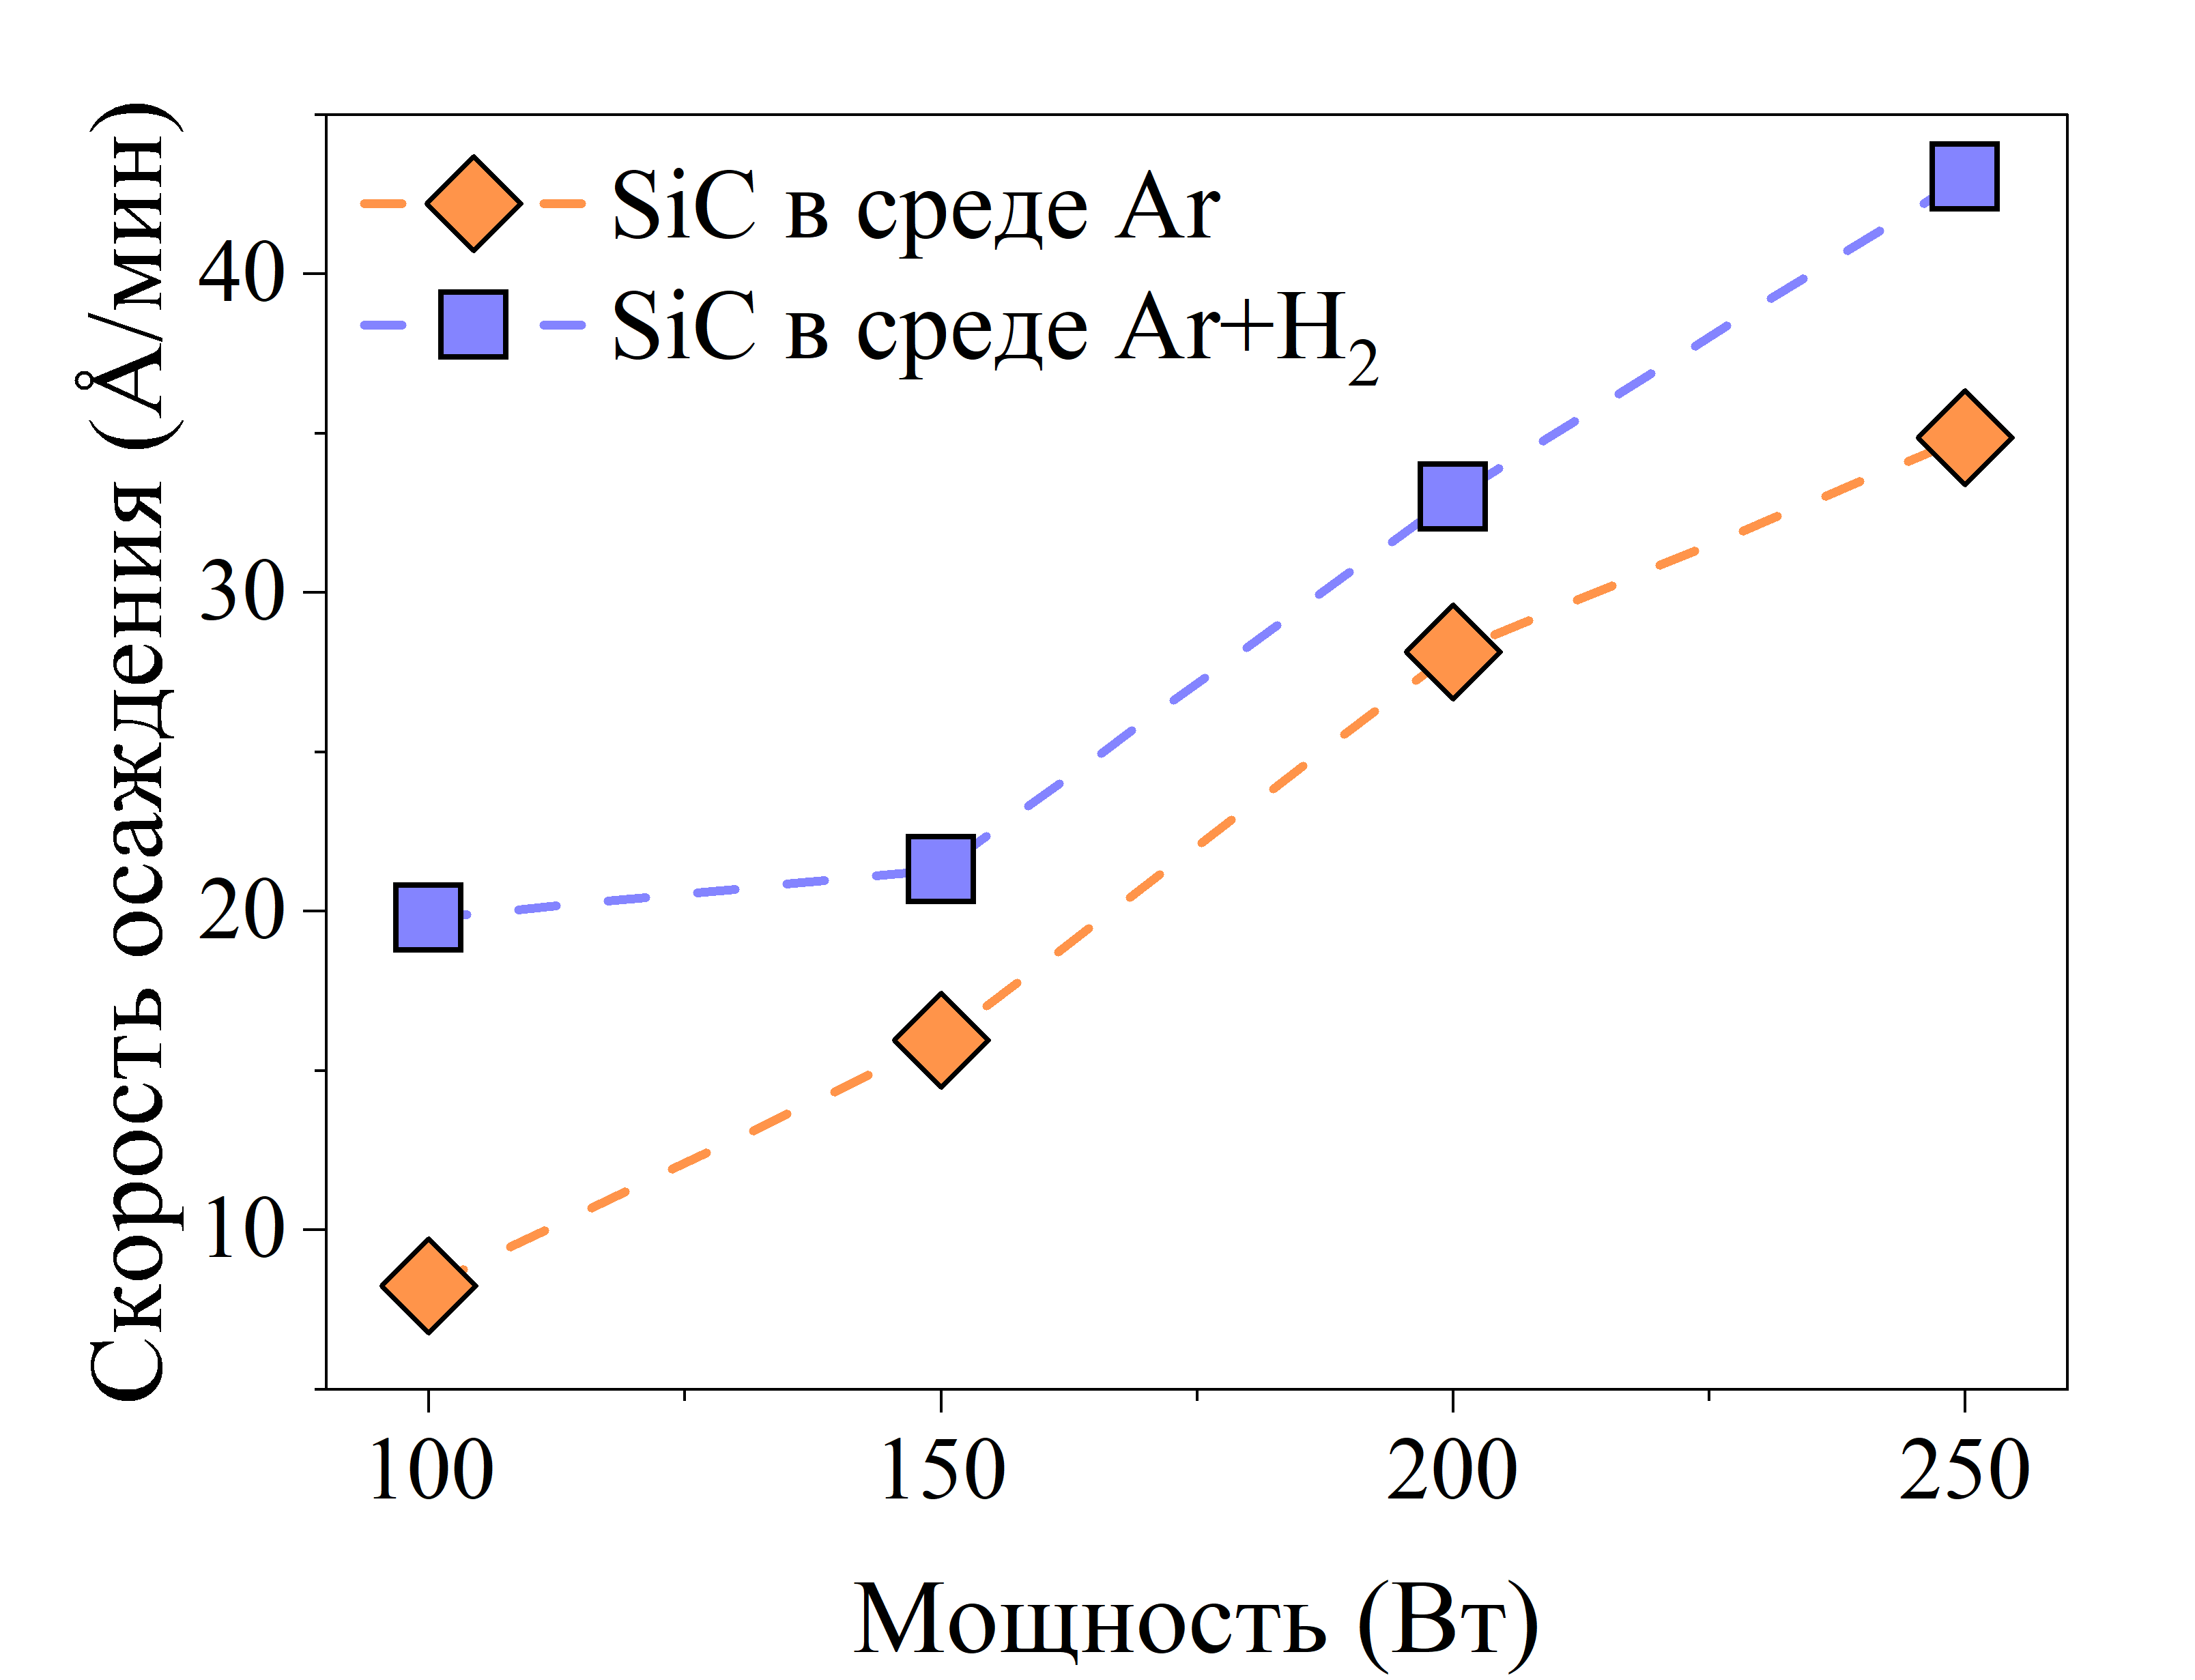 Скорость осаждения (Å/мин)
SiC в среде Ar
SiC в среде Ar+H₂
40
30
20
10
100 150 200 250
Мощность (Вт)